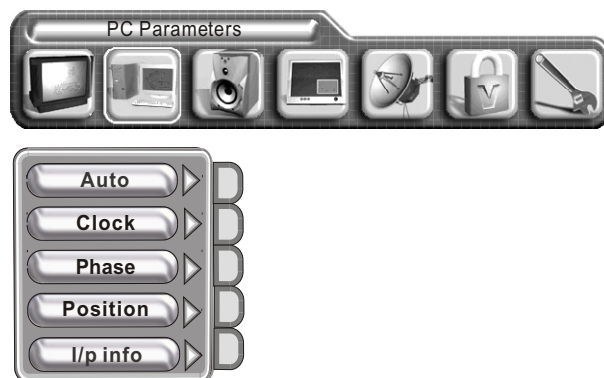 PC Parameters
Auto
Clock
Phase
Position
I/p info